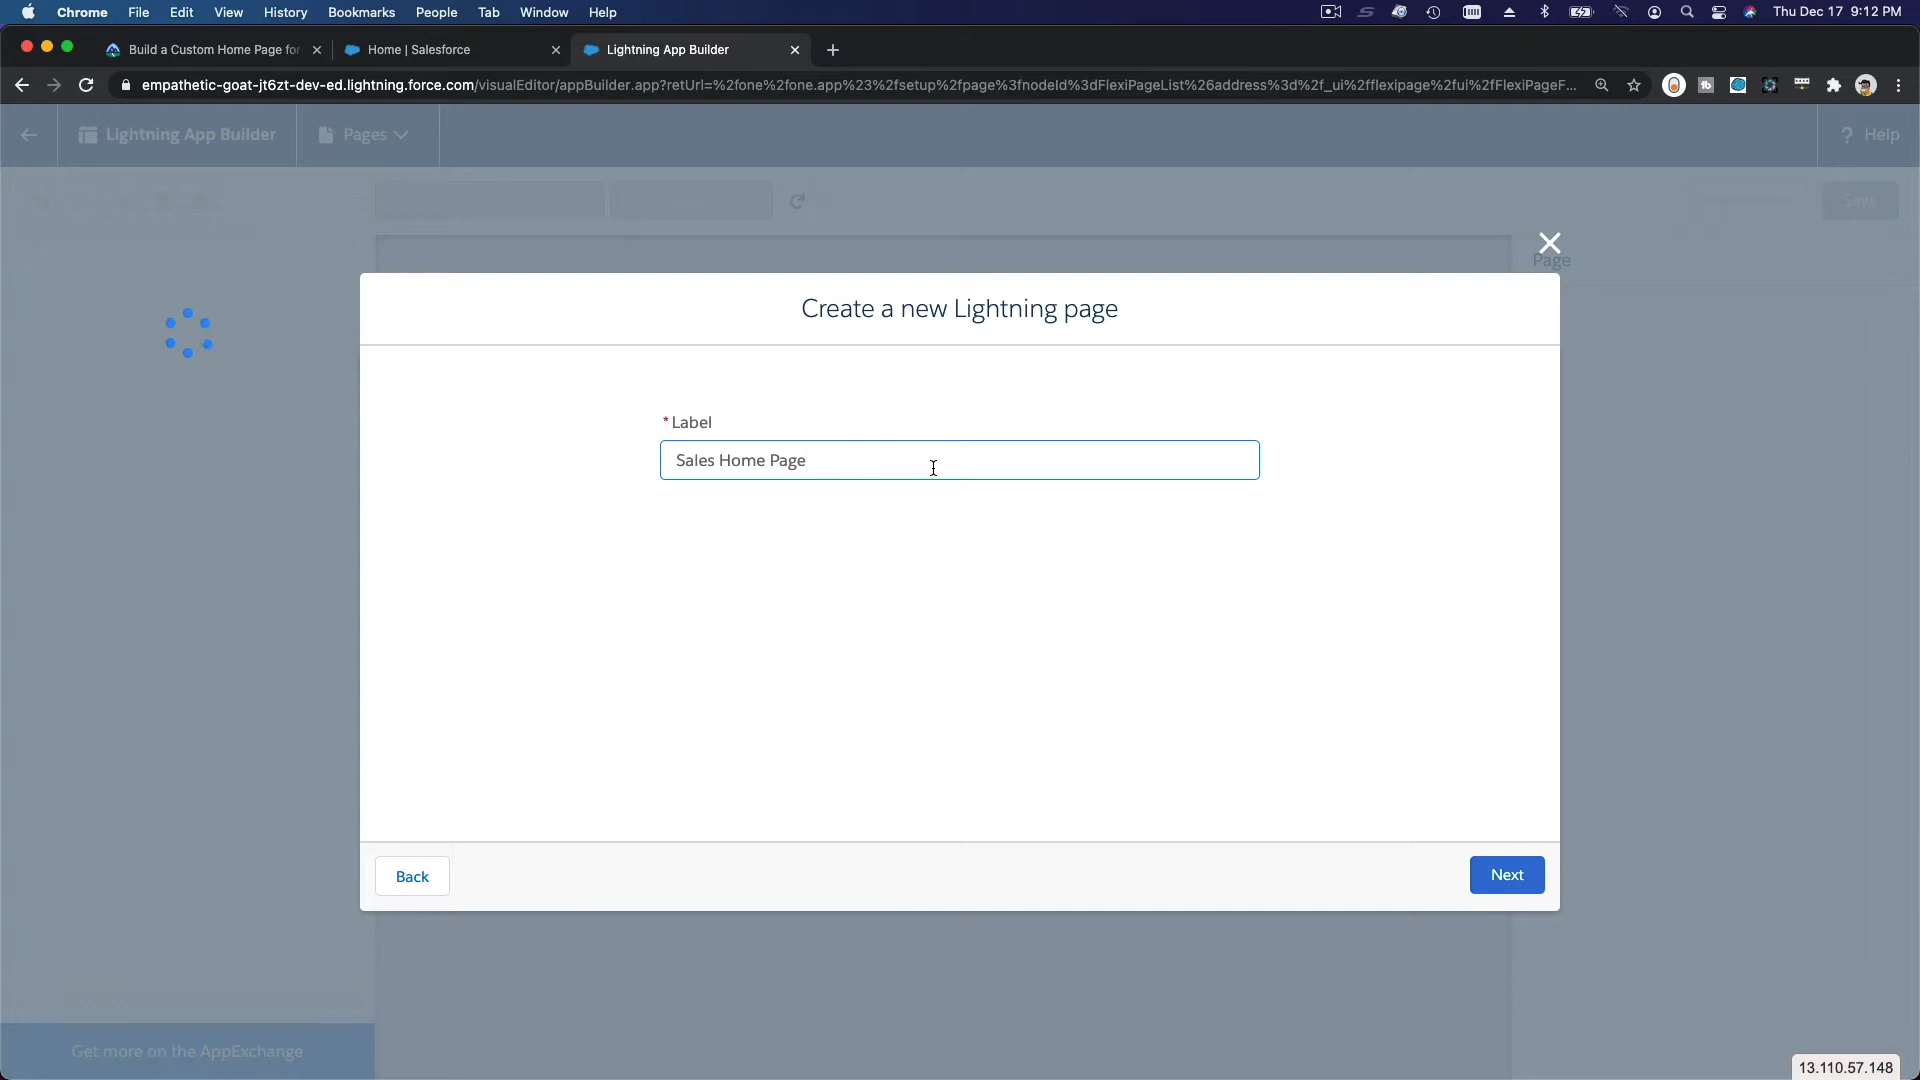 Chrome File Edit View History Bookmarks People Tab Window Help Thu Dec 17 9:12 PM
Build a Custom Home Page for Home | Salesforce Lightning App Builder
empathetic-goat-jt6zt-dev-ed.lightning.force.com/visualEditor/appBuilder.app?retUrl=%2fone%2fone.app%23%2fsetup%2fpage%3fnodeId%3dFlexiPageList%26address%3d%2f_ui%2fflexipage%2fui%2fFlexiPageF...
Lightning App Builder Pages ? Help
Save
Page
Create a new Lightning page
* Label
Sales Home Page
Back Next
Get more on the AppExchange
13.110.57.148